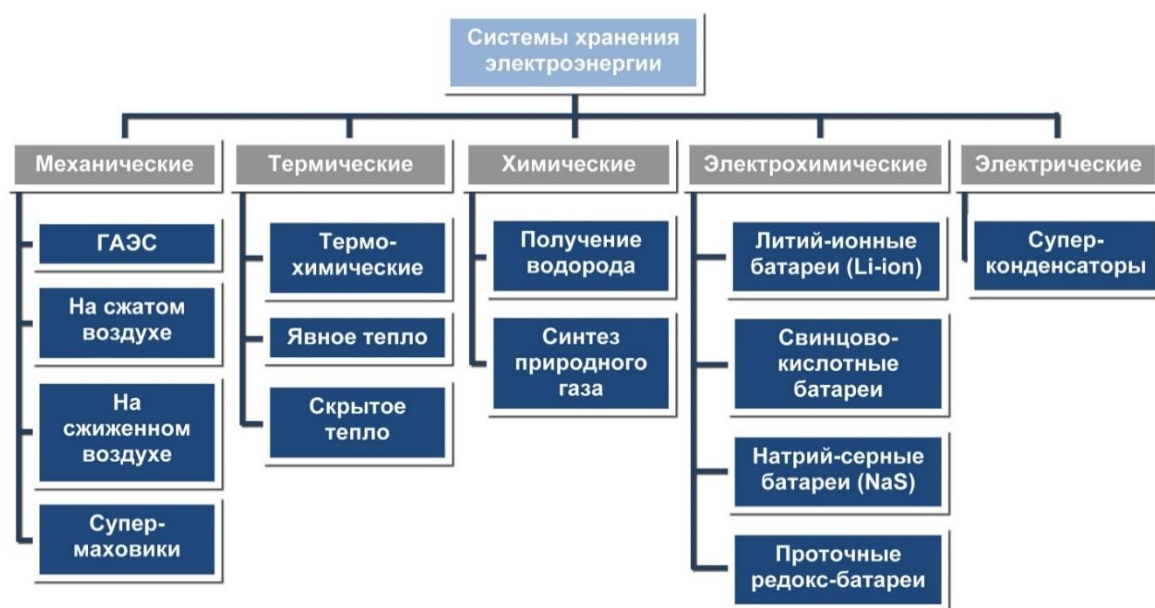 Системы хранения
электроэнергии
Механические
Термические
Химические
Электрохимические
Электрические
ГАЭС
На сжатом
воздухе
На
сжиженном
воздухе
Супер-
маховики
Термо-
химические
Явное тепло
Скрытое
тепло
Получение
водорода
Синтез
природного
газа
Литий-ионные
батареи (Li-ion)
Свинцово-
кислотные
батареи
Натрий-серные
батареи (NaS)
Проточные
редокс-батареи
Супер-
конденсаторы